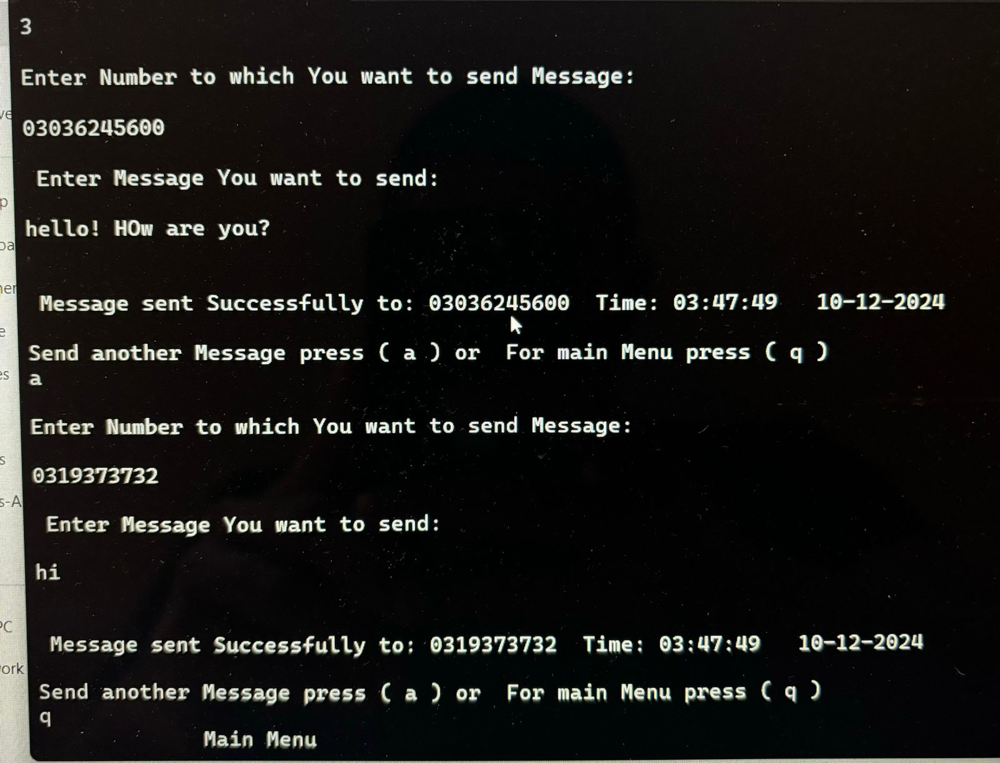 3
Enter Number to which You want to send Message:
03036245600
Enter Message You want to send:
hello! HOw are you?
Message sent Successfully to: 03036245600 Time: 03:47:49 10-12-2024
Send another Message press ( a ) or For main Menu press ( q )
a
Enter Number to which You want to send Message:
0319373732
Enter Message You want to send:
hi
Message sent Successfully to: 0319373732 Time: 03:47:49 10-12-2024
Send another Message press ( a ) or For main Menu press ( q )
q
Main Menu